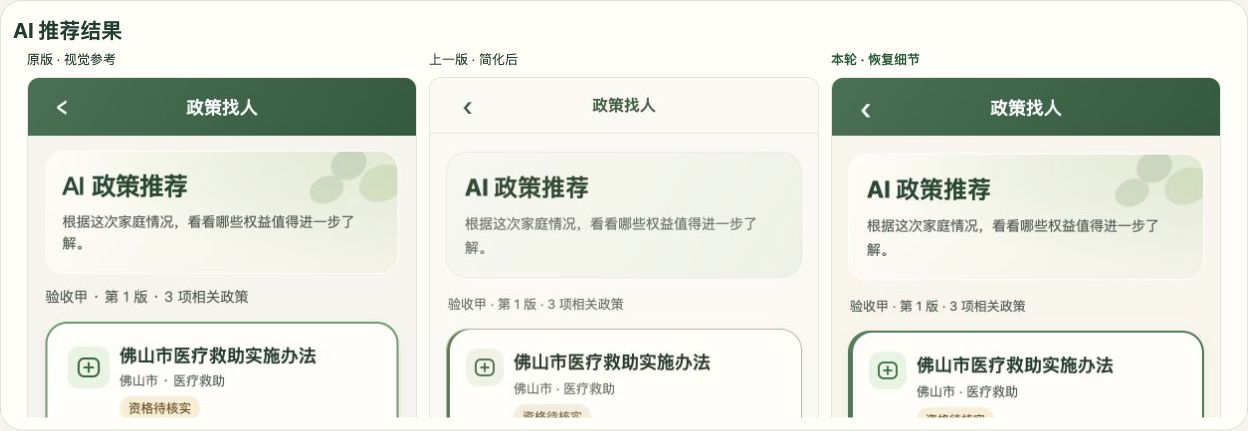 AI 推荐结果
原版 · 视觉参考
政策找人
AI 政策推荐
根据这次家庭情况，看看哪些权益值得进一步了
解。
验收甲 · 第 1 版 · 3 项相关政策
佛山市医疗救助实施办法
佛山市 · 医疗救助
资格待核实
上一版 · 简化后
政策找人
AI 政策推荐
根据这次家庭情况，看看哪些权益值得进一步了
解。
验收甲 · 第 1 版 · 3 项相关政策
佛山市医疗救助实施办法
佛山市 · 医疗救助
资格待核实
本轮 · 恢复细节
政策找人
AI 政策推荐
根据这次家庭情况，看看哪些权益值得进一步了
解。
验收甲 · 第 1 版 · 3 项相关政策
佛山市医疗救助实施办法
佛山市 · 医疗救助